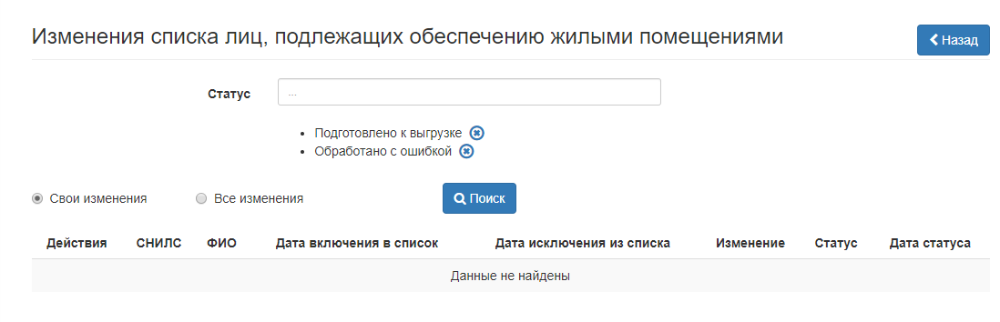 Изменения списка лиц, подлежащих обеспечению жилыми помещениями
Назад
Статус
...
Подготовлено к выгрузке
Обработано с ошибкой
Свои изменения Все изменения Поиск
Действия СНИЛС ФИО Дата включения в список Дата исключения из списка Изменение Статус Дата статуса
Данные не найдены